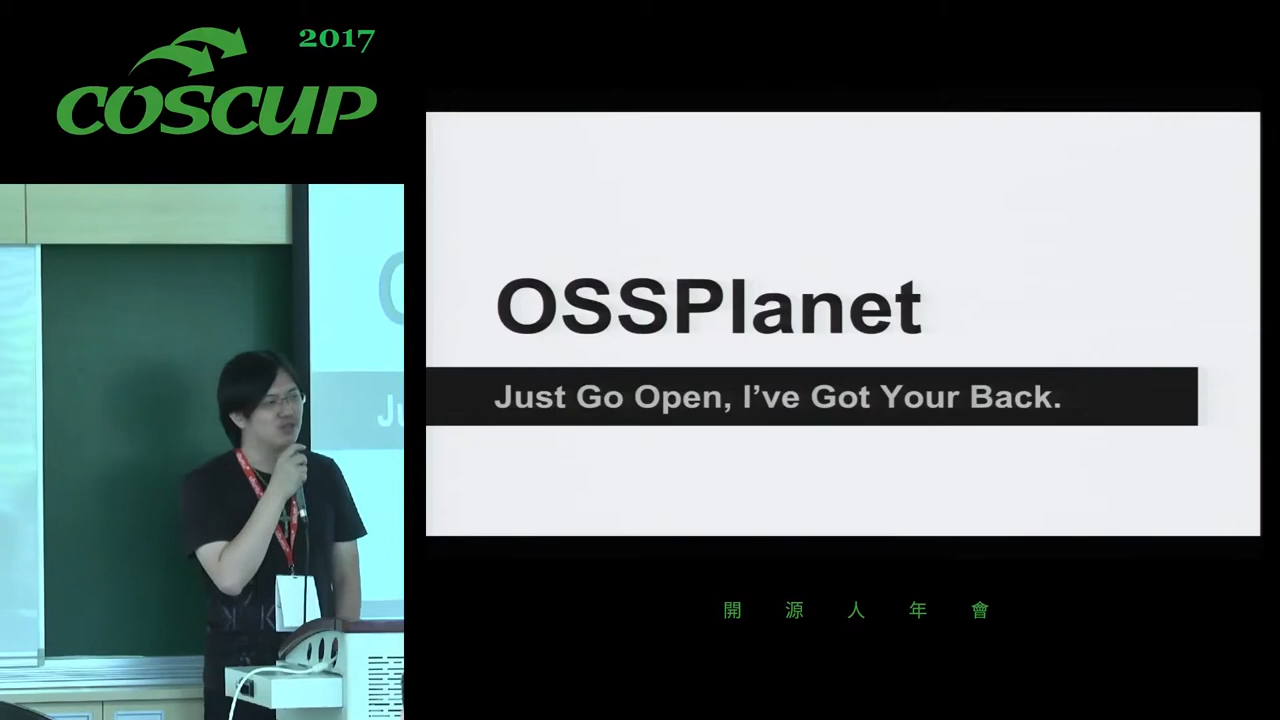 2017
COSCUP
OSSPlanet
Just Go Open, I’ve Got Your Back.
開源人年會